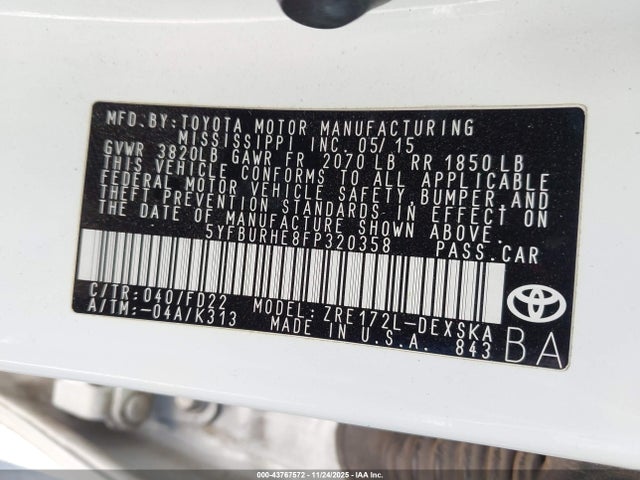 MFD.BY:TOYOTA MOTOR MANUFACTURING
MISSISSIPPI INC. 05/15
GVWR 3820LB GAWR FR 2070 LB RR 1850 LB
THIS VEHICLE CONFORMS TO ALL APPLICABLE
FEDERAL MOTOR VEHICLE SAFETY,BUMPER,AND
THEFT PREVENTION STANDARDS IN EFFECT ON
THE DATE OF MANUFACTURE SHOWN ABOVE.
5YFBURHE8FP320358 PASS.CAR
C/TR:040/FD22 MODEL:ZRE172L-DEXSKA
A/TM:-04A/K313 MADE IN U.S.A. 843
BA
000-43767572 - 11/24/2025 - IAA Inc.